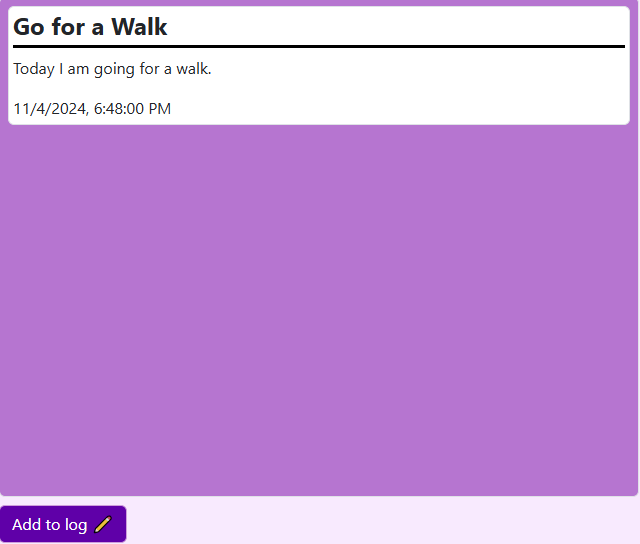 Go for a Walk
Today I am going for a walk.
11/4/2024, 6:48:00 PM
Add to log